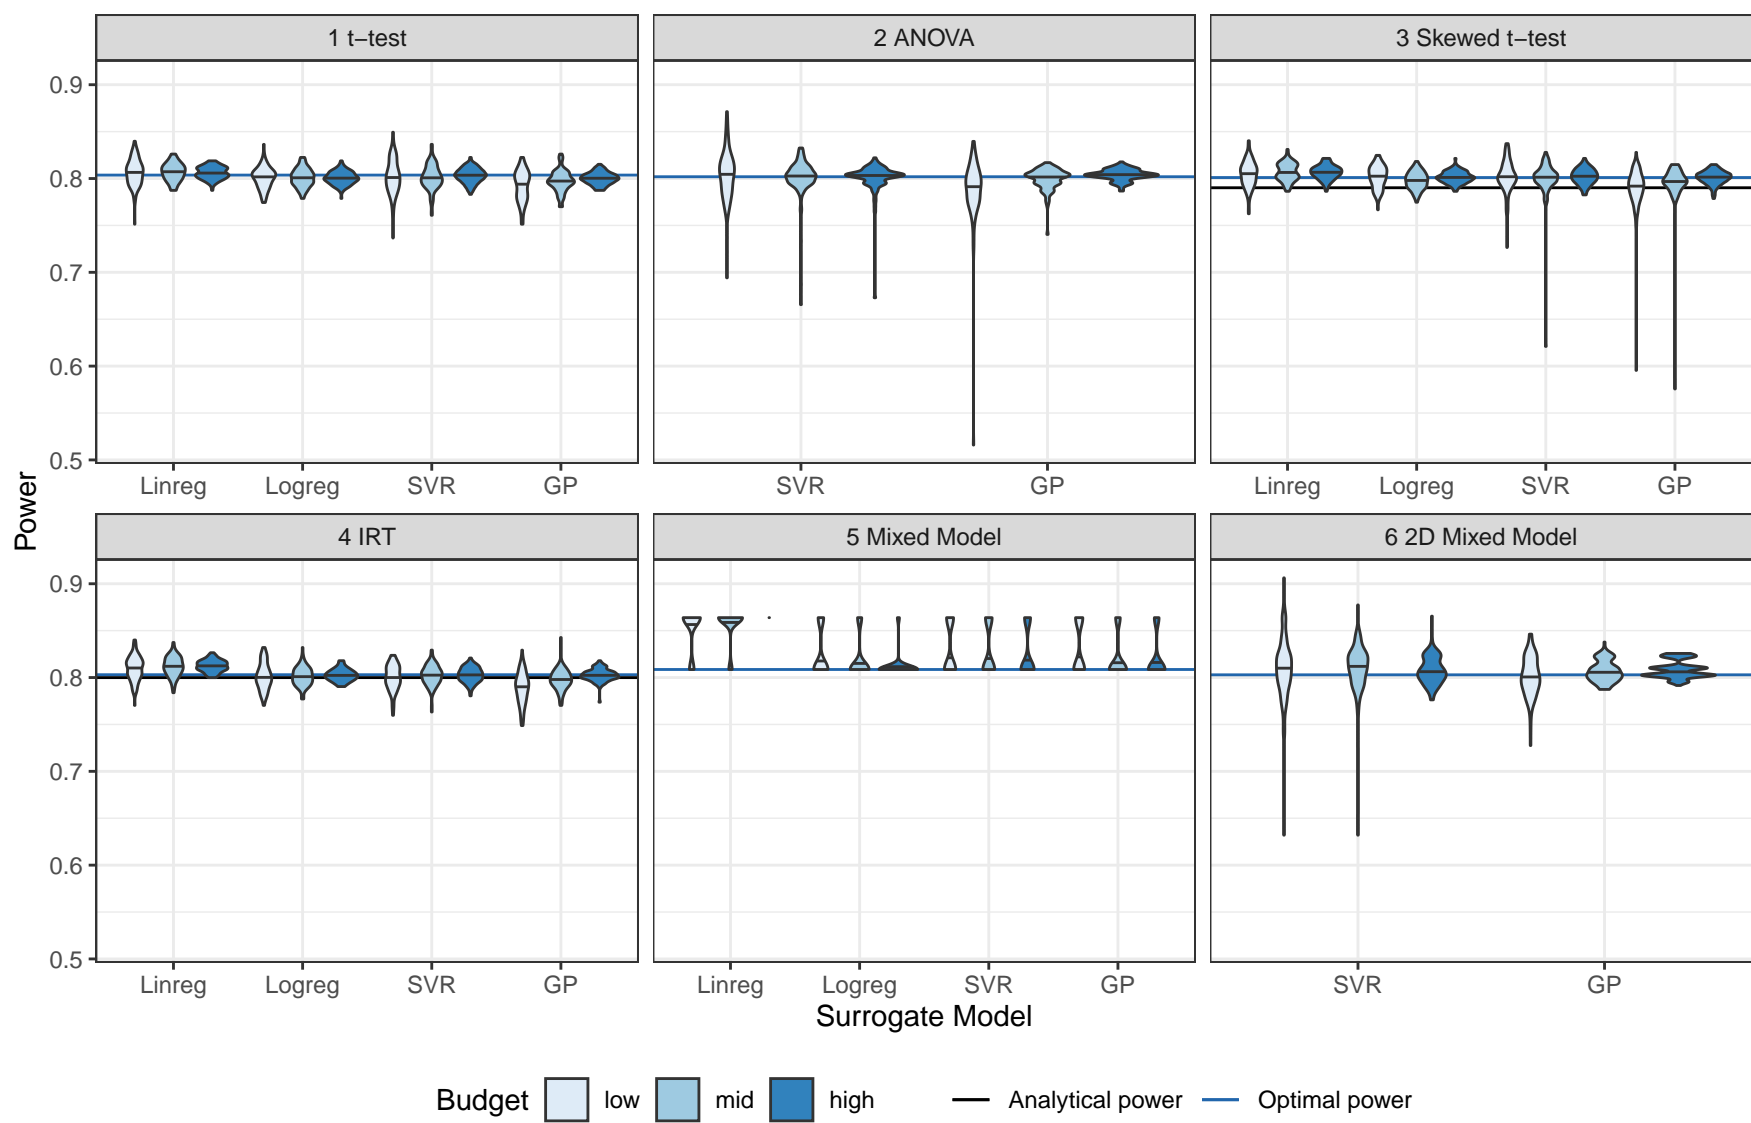 1 t−test
2 ANOVA
3 Skewed t−test
0.9
0.8
0.7
0.6
0.5
Linreg Logreg SVR GP
SVR GP
Linreg Logreg SVR GP
Power
4 IRT
5 Mixed Model
6 2D Mixed Model
0.9
0.8
0.7
0.6
0.5
Linreg Logreg SVR GP
Linreg Logreg SVR GP
SVR GP
Surrogate Model
Budget low mid high Analytical power Optimal power